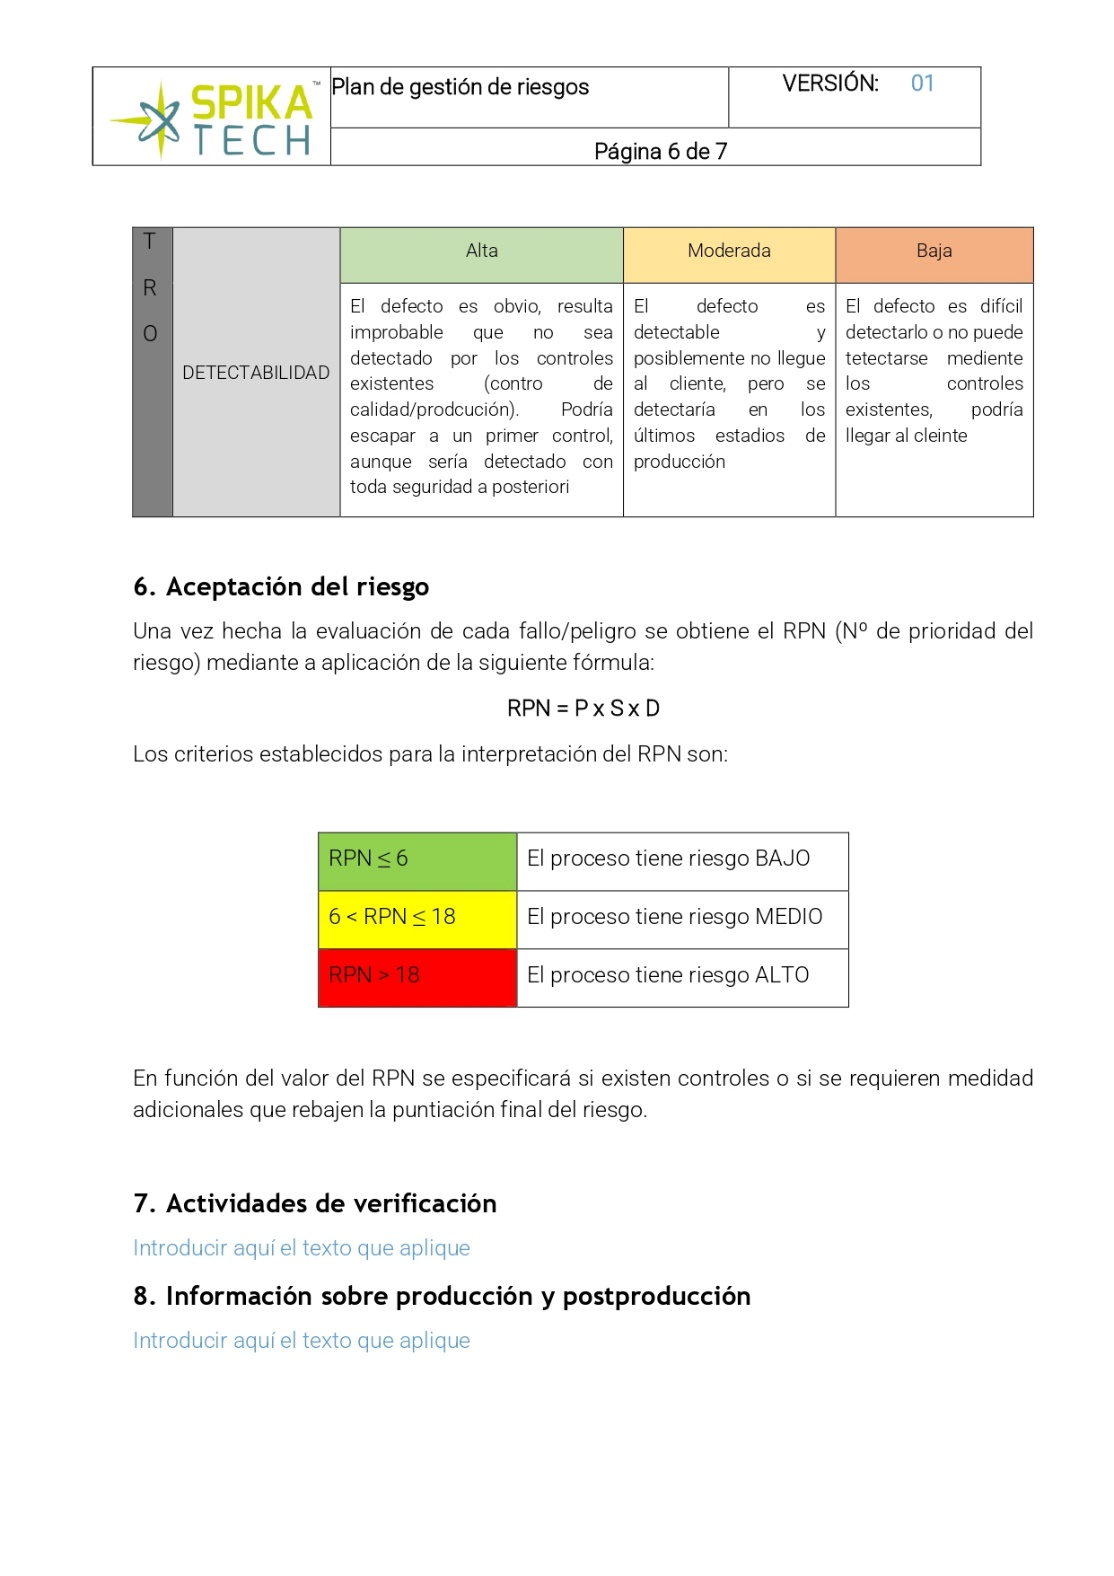 SPIKA™
TECH
Plan de gestión de riesgos
VERSIÓN: 01
Página 6 de 7
T
R
O
DETECTABILIDAD
Alta
Moderada
Baja
El defecto es obvio, resulta
improbable que no sea
detectado por los controles
existentes (contro de
calidad/prodcución). Podría
escapar a un primer control,
aunque sería detectado con
toda seguridad a posteriori
El defecto es
detectable y
posiblemente no llegue
al cliente, pero se
detectaría en los
últimos estadios de
producción
El defecto es difícil
detectarlo o no puede
tetectarse mediente
los controles
existentes, podría
llegar al cleinte
6. Aceptación del riesgo
Una vez hecha la evaluación de cada fallo/peligro se obtiene el RPN (Nº de prioridad del
riesgo) mediante a aplicación de la siguiente fórmula:
RPN = P x S x D
Los criterios establecidos para la interpretación del RPN son:
RPN ≤ 6
El proceso tiene riesgo BAJO
6 < RPN ≤ 18
El proceso tiene riesgo MEDIO
RPN > 18
El proceso tiene riesgo ALTO
En función del valor del RPN se especificará si existen controles o si se requieren medidad
adicionales que rebajen la puntiación final del riesgo.
7. Actividades de verificación
Introducir aquí el texto que aplique
8. Información sobre producción y postproducción
Introducir aquí el texto que aplique